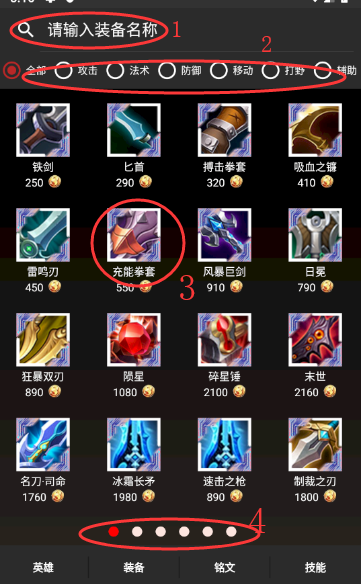 请输入装备名称 1
2
全部 攻击 法术 防御 移动 打野 辅助
铁剑 匕首 搏击拳套 吸血之镰
250 290 320 410
雷鸣刃 充能拳套 风暴巨剑 日冕
450 550 910 790
3
狂暴双刃 陨星 碎星锤 末世
890 1080 2100 2160
名刀·司命 冰霜长矛 速击之枪 制裁之刃
1760 1980 890 1800
4
英雄 装备 铭文 技能